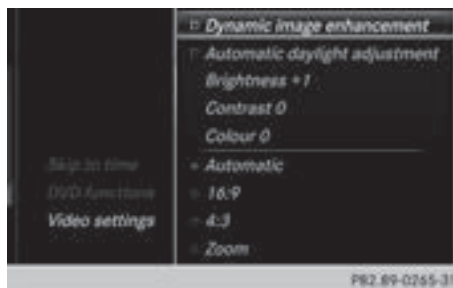 Dynamic image enhancement
Automatic daylight adjustment
Brightness +1
Contrast 0
Colour 0
Skip to time
Automatic
DVD functions
16:9
Video settings
4:3
Zoom
P82.89-0265-31